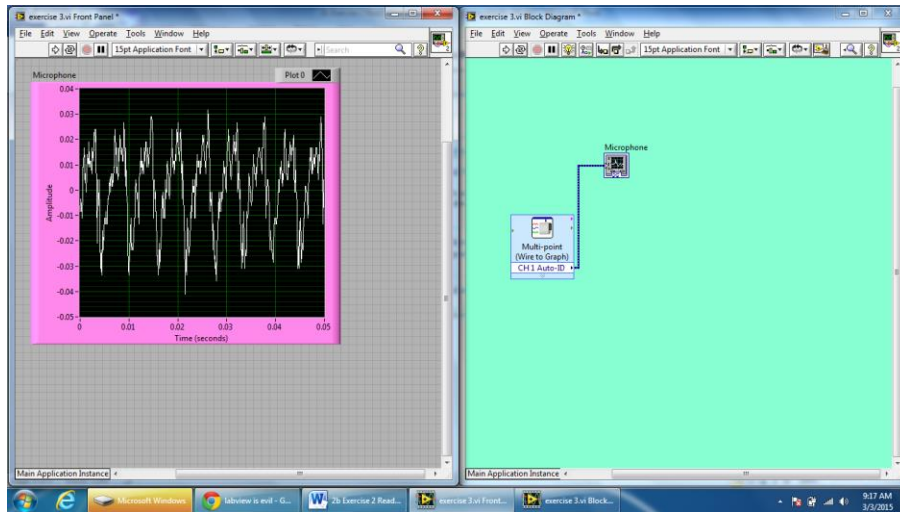 exercise 3.vi Front Panel *
File Edit View Operate Tools Window Help
15pt Application Font
Search
Microphone
Plot 0
0.04
0.03
0.02
0.01
0
-0.01
-0.02
-0.03
-0.04
-0.05
Amplitude
0 0.01 0.02 0.03 0.04 0.05
Time (seconds)
Main Application Instance
exercise 3.vi Block Diagram *
File Edit View Operate Tools Window Help
15pt Application Font
Microphone
Multi-point
(Wire to Graph)
CH 1 Auto-ID
Main Application Instance
Microsoft Windows
labview is evil - G...
2b Exercise 2 Read...
exercise 3.vi Front...
exercise 3.vi Block...
9:17 AM
3/3/2015